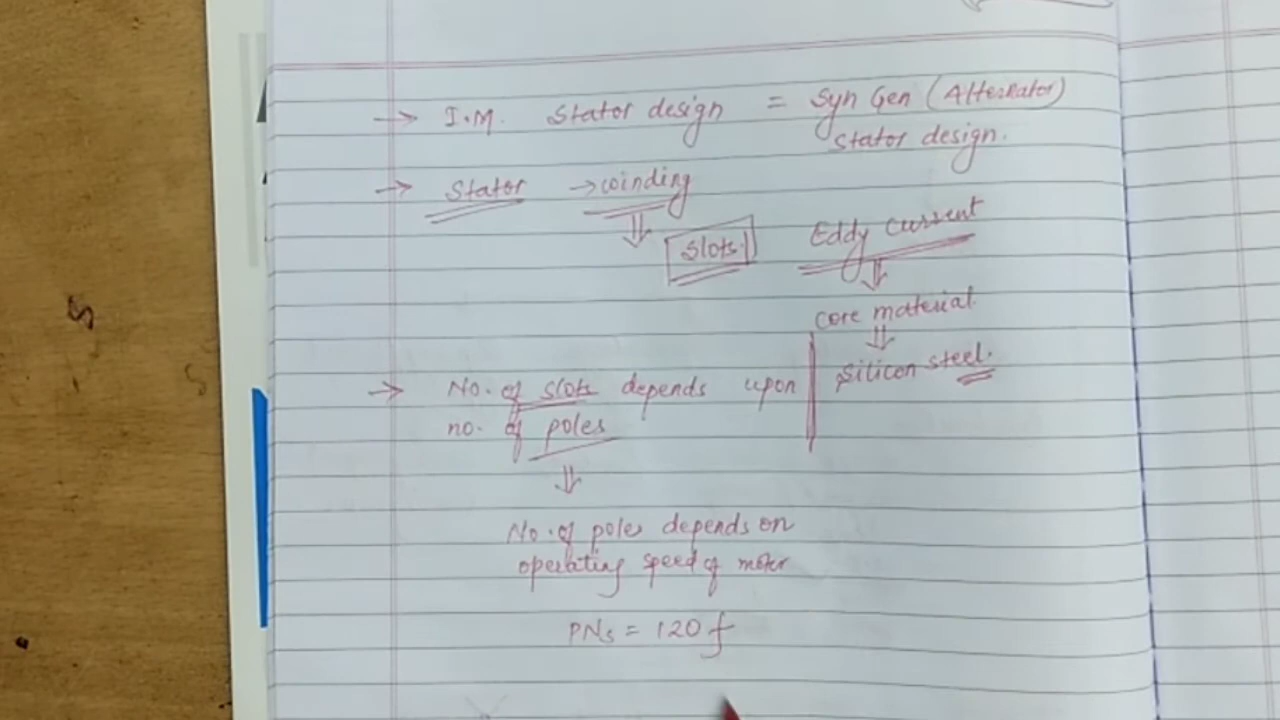 → I.M. Stator design = Syn Gen (Alternator)
Stator design.
→ Stator → winding
⇓
Slots
Eddy current
⇓
core material
⇓
Silicon steel.
→ No. of slots depends upon
no. of poles
⇓
No. of poles depends on
operating speed of motor
PNs = 120 f